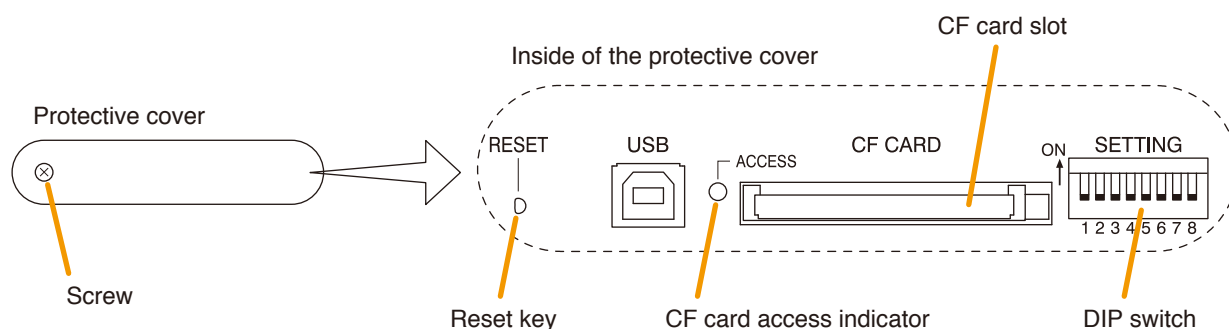 CF card slot
Inside of the protective cover
Protective cover
RESET
USB
ACCESS
CF CARD
ON
SETTING
1 2 3 4 5 6 7 8
Screw
Reset key
CF card access indicator
DIP switch